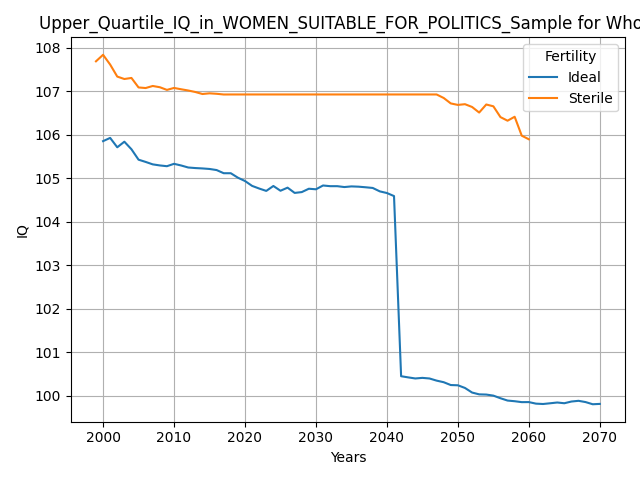 Upper_Quartile_IQ_in_WOMEN_SUITABLE_FOR_POLITICS_Sample for Who
Fertility
Ideal
Sterile
IQ
108
107
106
105
104
103
102
101
100
2000 2010 2020 2030 2040 2050 2060 2070
Years